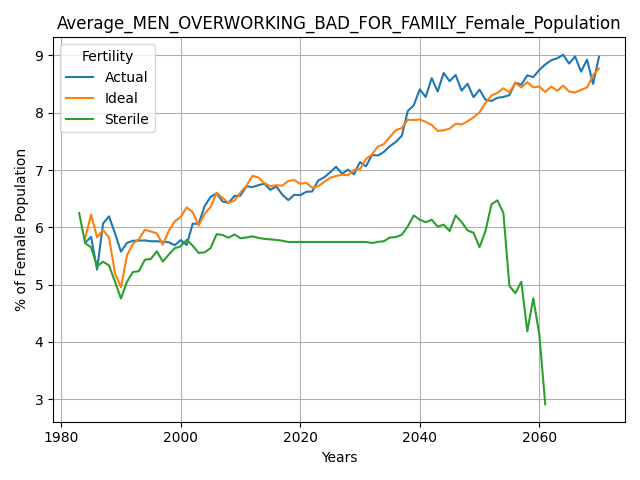 Average_MEN_OVERWORKING_BAD_FOR_FAMILY_Female_Population
Fertility
Actual
Ideal
Sterile
% of Female Population
9
8
7
6
5
4
3
1980 2000 2020 2040 2060
Years